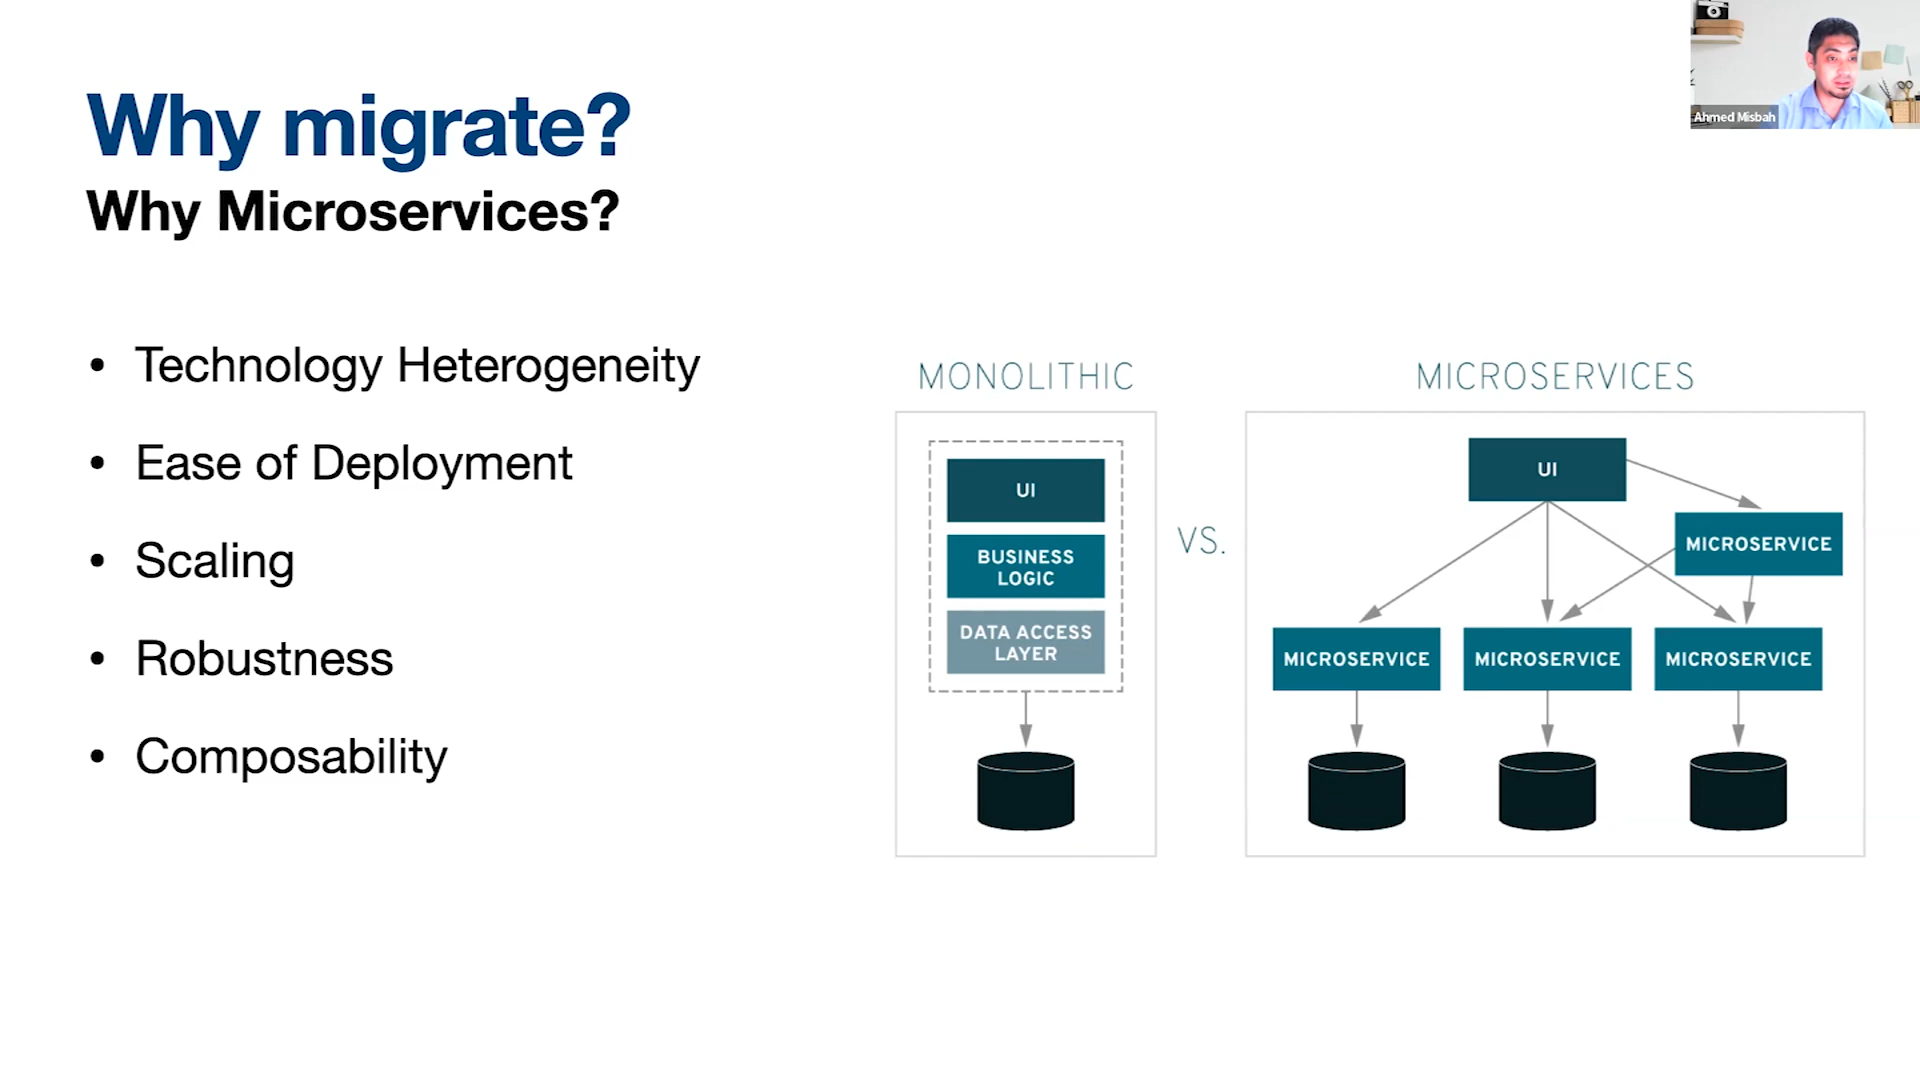 Why migrate?
Why Microservices?
• Technology Heterogeneity
• Ease of Deployment
• Scaling
• Robustness
• Composability
MONOLITHIC
UI
BUSINESS
LOGIC
DATA ACCESS
LAYER
VS.
MICROSERVICES
UI
MICROSERVICE
MICROSERVICE
MICROSERVICE
MICROSERVICE
Ahmed Misbah